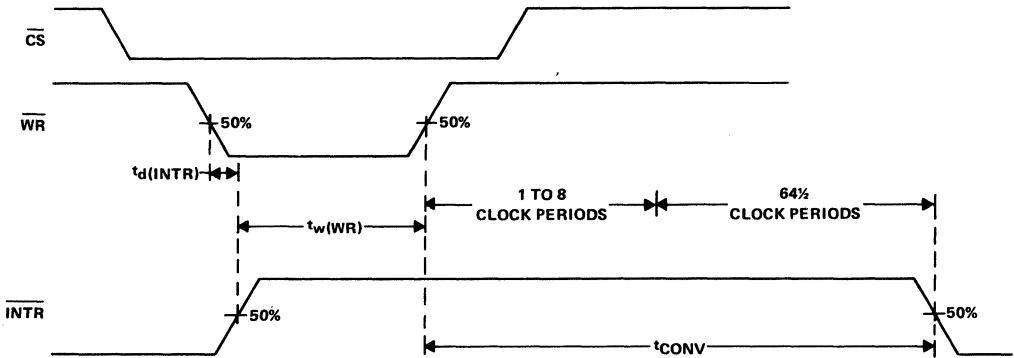 CS
WR
50%
50%
td(INTR)
1 TO 8
CLOCK PERIODS
64½
CLOCK PERIODS
tw(WR)
INTR
50%
50%
tCONV